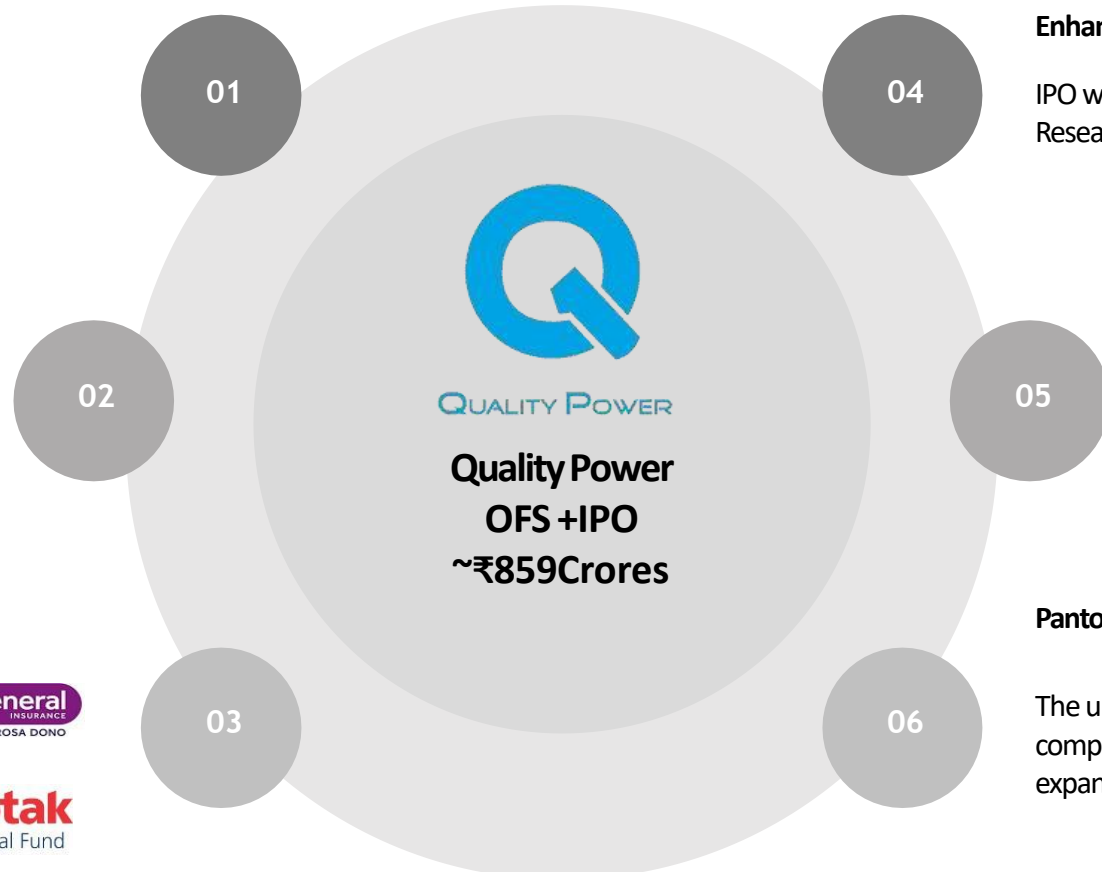 01
02
eneral
INSURANCE
ROSA DONO
tak
al Fund
03
QUALITY POWER
Quality Power
OFS +IPO
~₹859Crores
04
Enhar
IPO w
Resea
05
06
Panto
The u
comp
expan